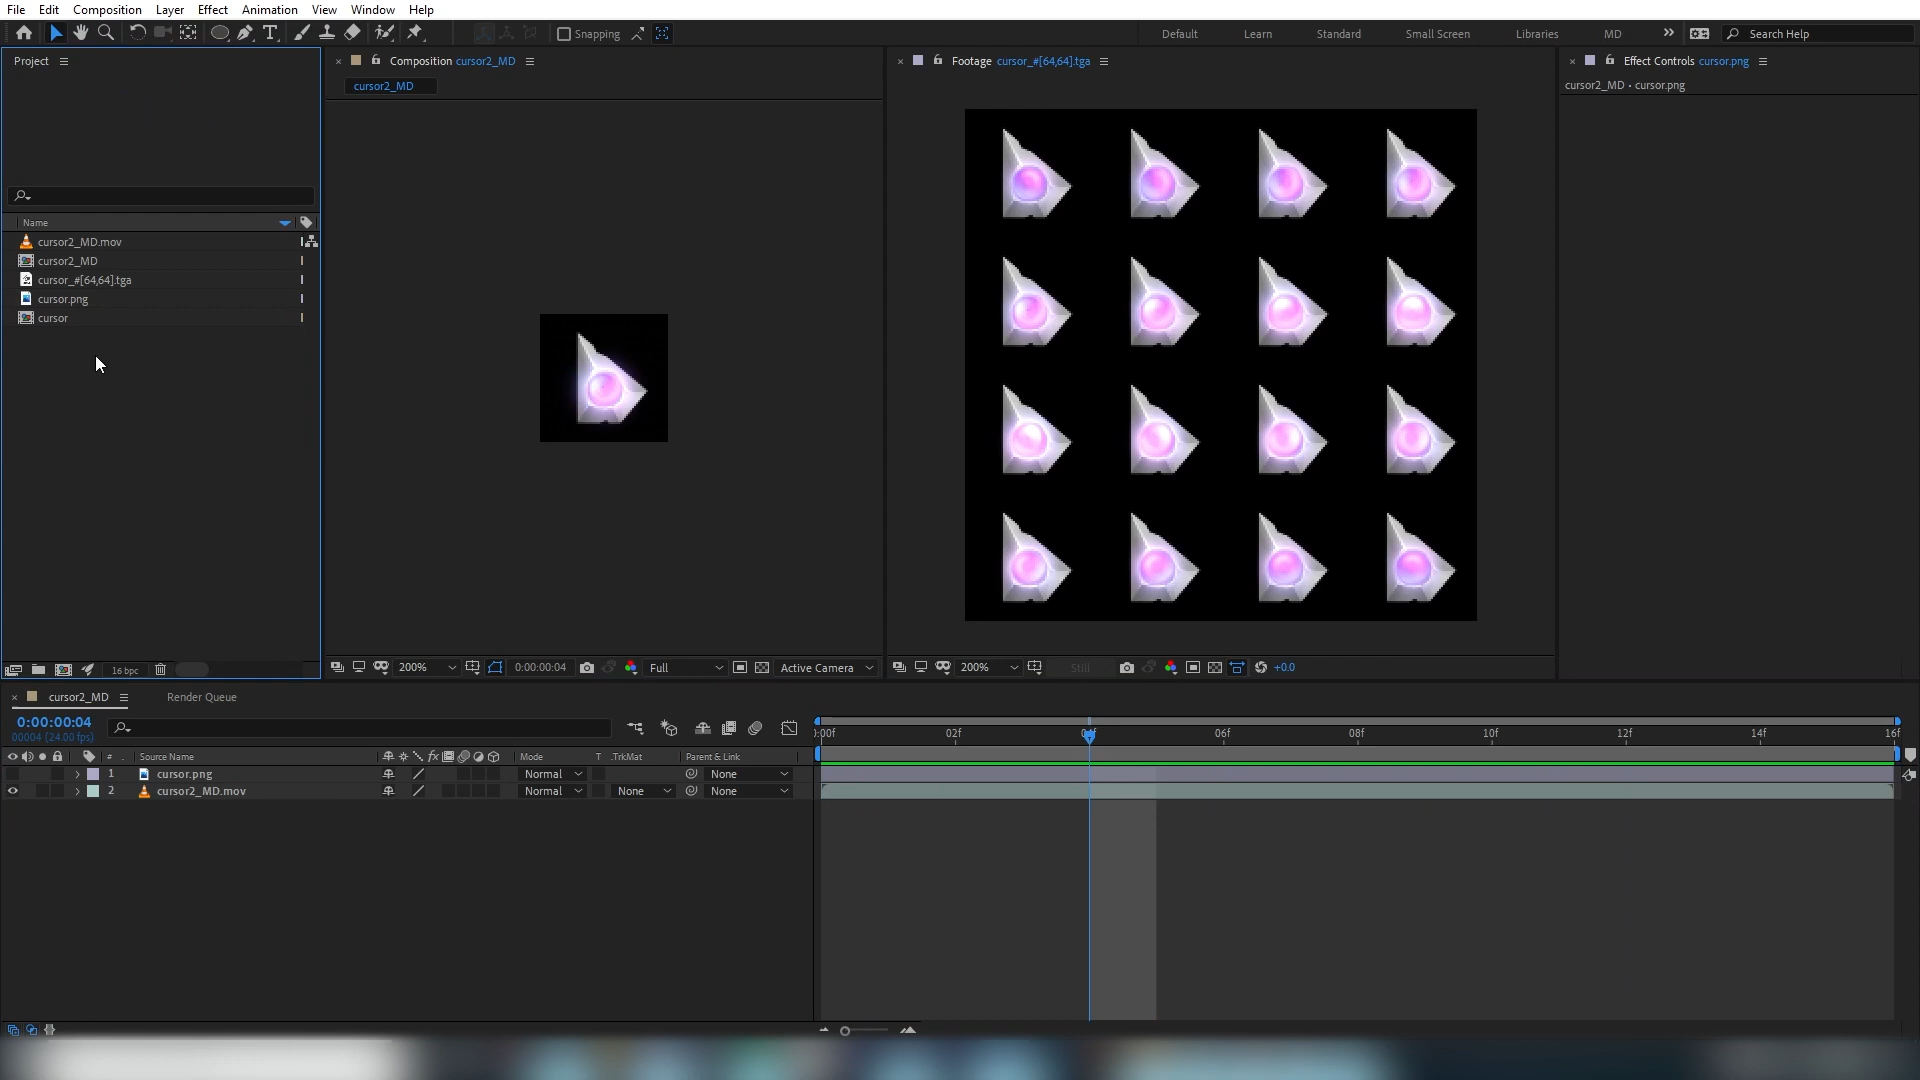 File Edit Composition Layer Effect Animation View Window Help
Snapping Default Learn Standard Small Screen Libraries MD Search Help
Project
Composition cursor2_MD
Footage cursor_#[64,64].tga
Effect Controls cursor.png
cursor2_MD
cursor2_MD • cursor.png
Name
cursor2_MD.mov
cursor2_MD
cursor_#[64,64].tga
cursor.png
cursor
16 bpc
200% 0:00:00:04 Full Active Camera
200% Still +0.0
cursor2_MD Render Queue
0:00:00:04
00004 (24.00 fps)
:00f 02f 04f 06f 08f 10f 12f 14f 16f
# Source Name fx Mode T .TrkMat Parent & Link
1 cursor.png Normal None
2 cursor2_MD.mov Normal None None